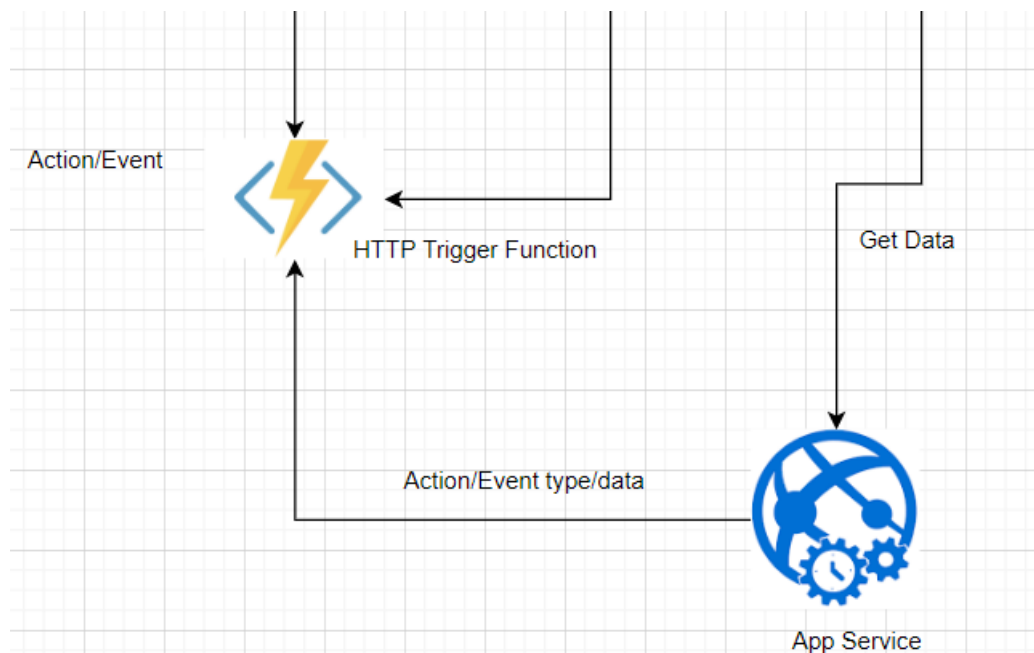 Action/Event
HTTP Trigger Function
Get Data
Action/Event type/data
App Service